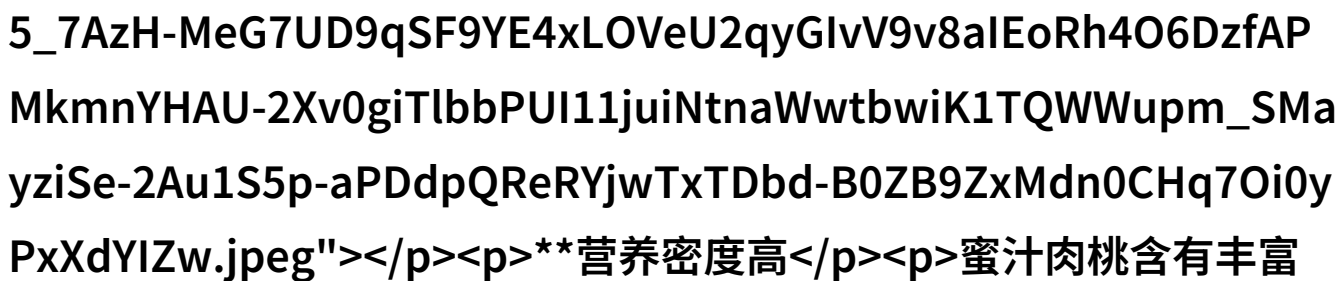 5_7AzH-MeG7UD9qSF9YE4xLOVeU2qyGIvV9v8aIEoRh4O6DzfAP
MkmnYHAU-2Xv0giTlbbPUI11juiNtnaWwtbwiK1TQWWupm_SMa
yziSe-2Au1S5p-aPDdpQReRYjwTxTDbd-B0ZB9ZxMdn0CHq7Oi0y
PxXdYIZw.jpeg"></p><p>**营养密度高</p><p>蜜汁肉桃含有丰富